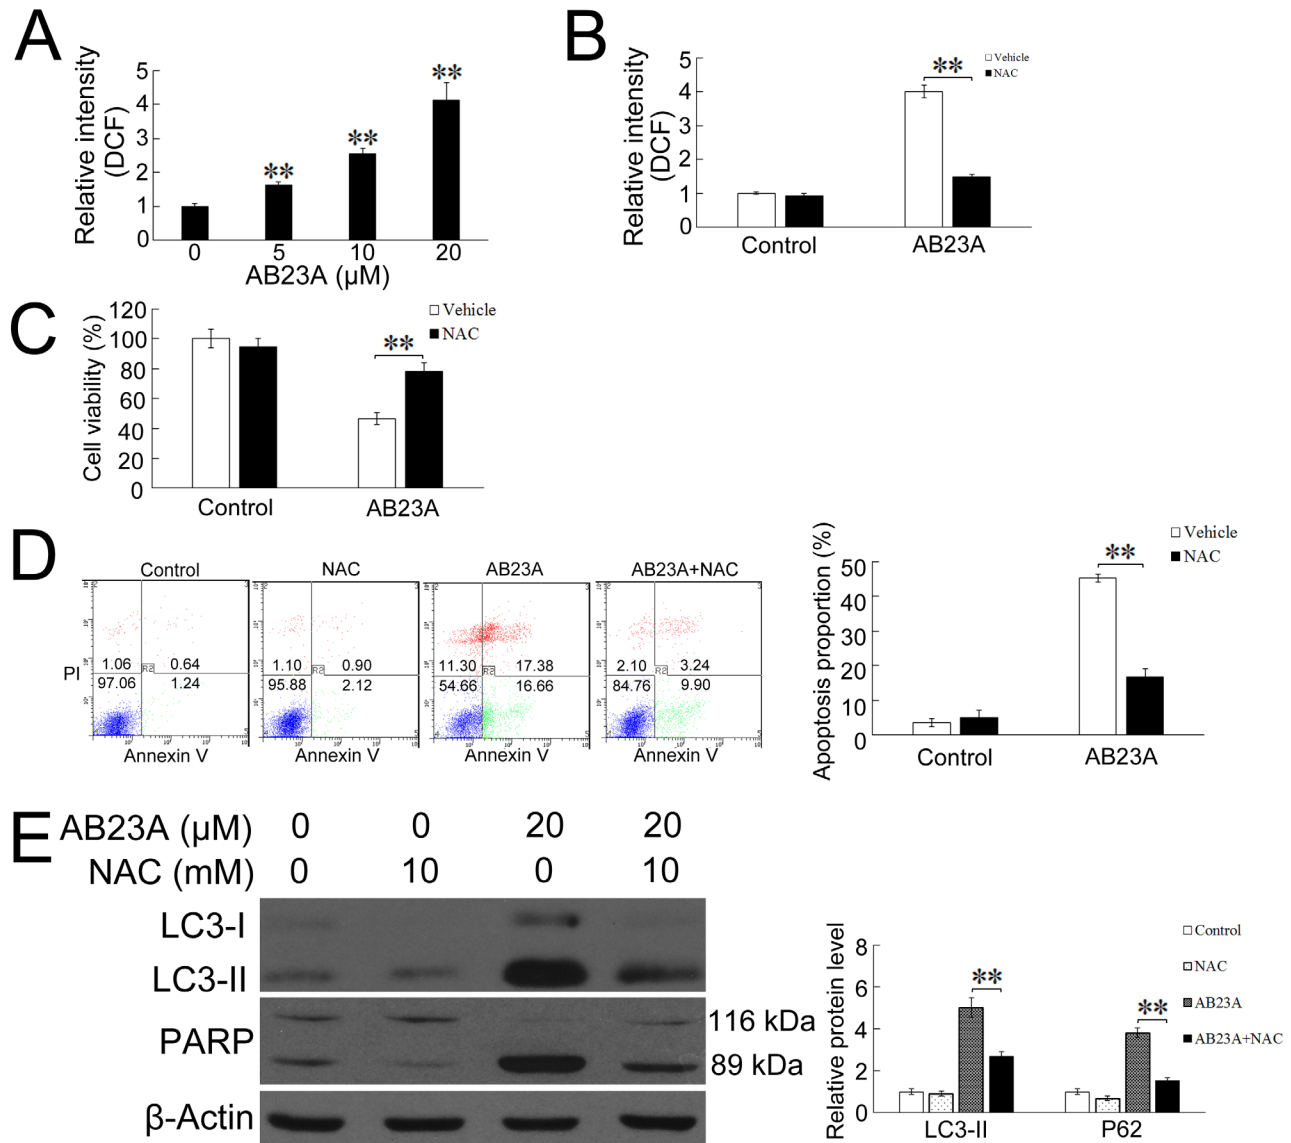 A
Relative intensity
(DCF)
5
4
3
2
1
0
**
**
**
0 5 10 20
AB23A (μM)
B
Relative intensity
(DCF)
5
4
3
2
1
0
**
Vehicle
NAC
Control AB23A
C
Cell viability (%)
120
100
80
60
40
20
0
**
Vehicle
NAC
Control AB23A
D
Control NAC AB23A AB23A+NAC
PI
1.06 0.64
97.06 1.24
R2
1.10 0.90
95.88 2.12
R2
11.30 17.38
54.66 16.66
R2
2.10 3.24
84.76 9.90
R2
Annexin V Annexin V Annexin V Annexin V
Apoptosis proportion (%)
50
40
30
20
10
0
**
Vehicle
NAC
Control AB23A
E
AB23A (μM) 0 0 20 20
NAC (mM) 0 10 0 10
LC3-I
LC3-II
PARP
116 kDa
89 kDa
β-Actin
Relative protein level
8
6
4
2
0
**
**
Control
NAC
AB23A
AB23A+NAC
LC3-II P62